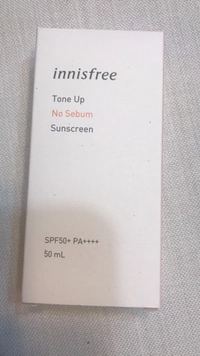 innisfree
Tone Up
No Sebum
Sunscreen
SPF50+ PA++++
50 mL